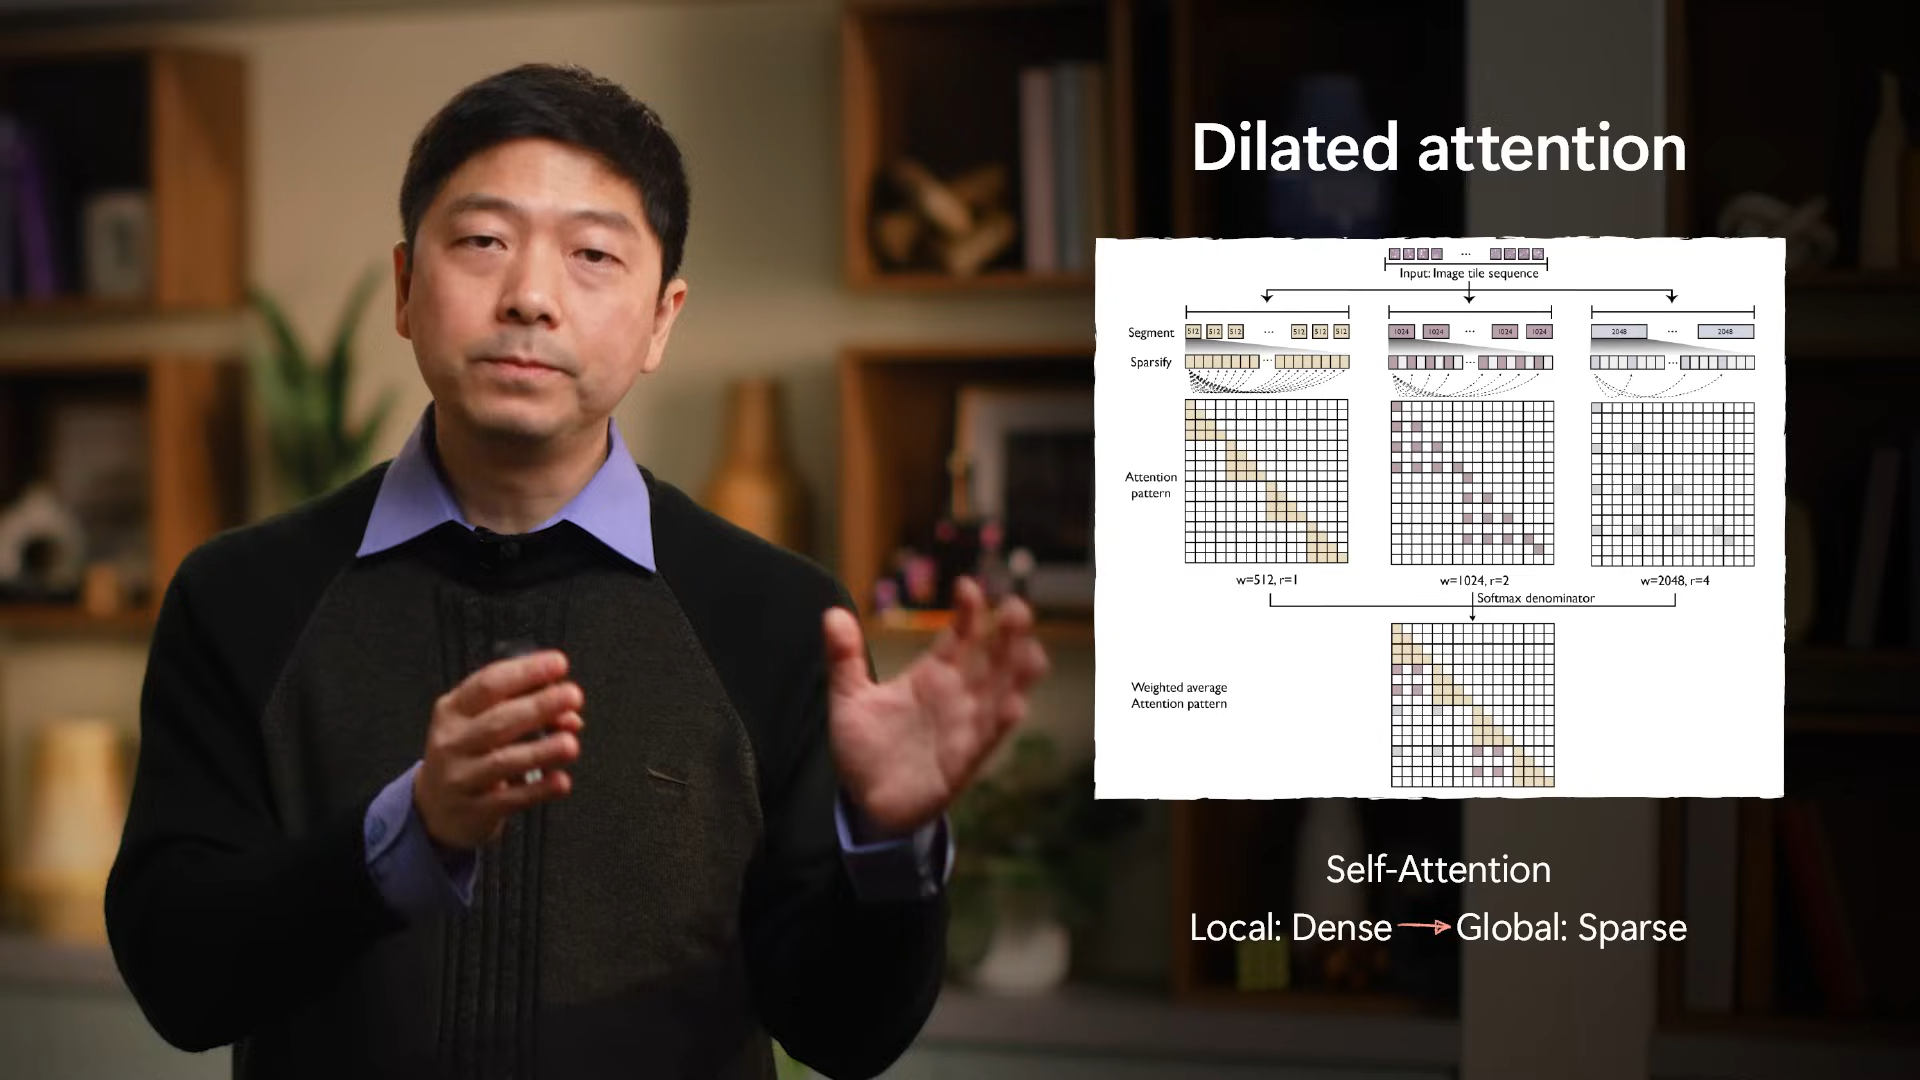 Dilated attention
...
Input: Image tile sequence
Segment
512 512 512 ... 512 512 512
1024 1024 ... 1024 1024
2048 ... 2048
Sparsify
... ... ...
Attention
pattern
w=512, r=1
w=1024, r=2
w=2048, r=4
Softmax denominator
Weighted average
Attention pattern
Self-Attention
Local: Dense → Global: Sparse